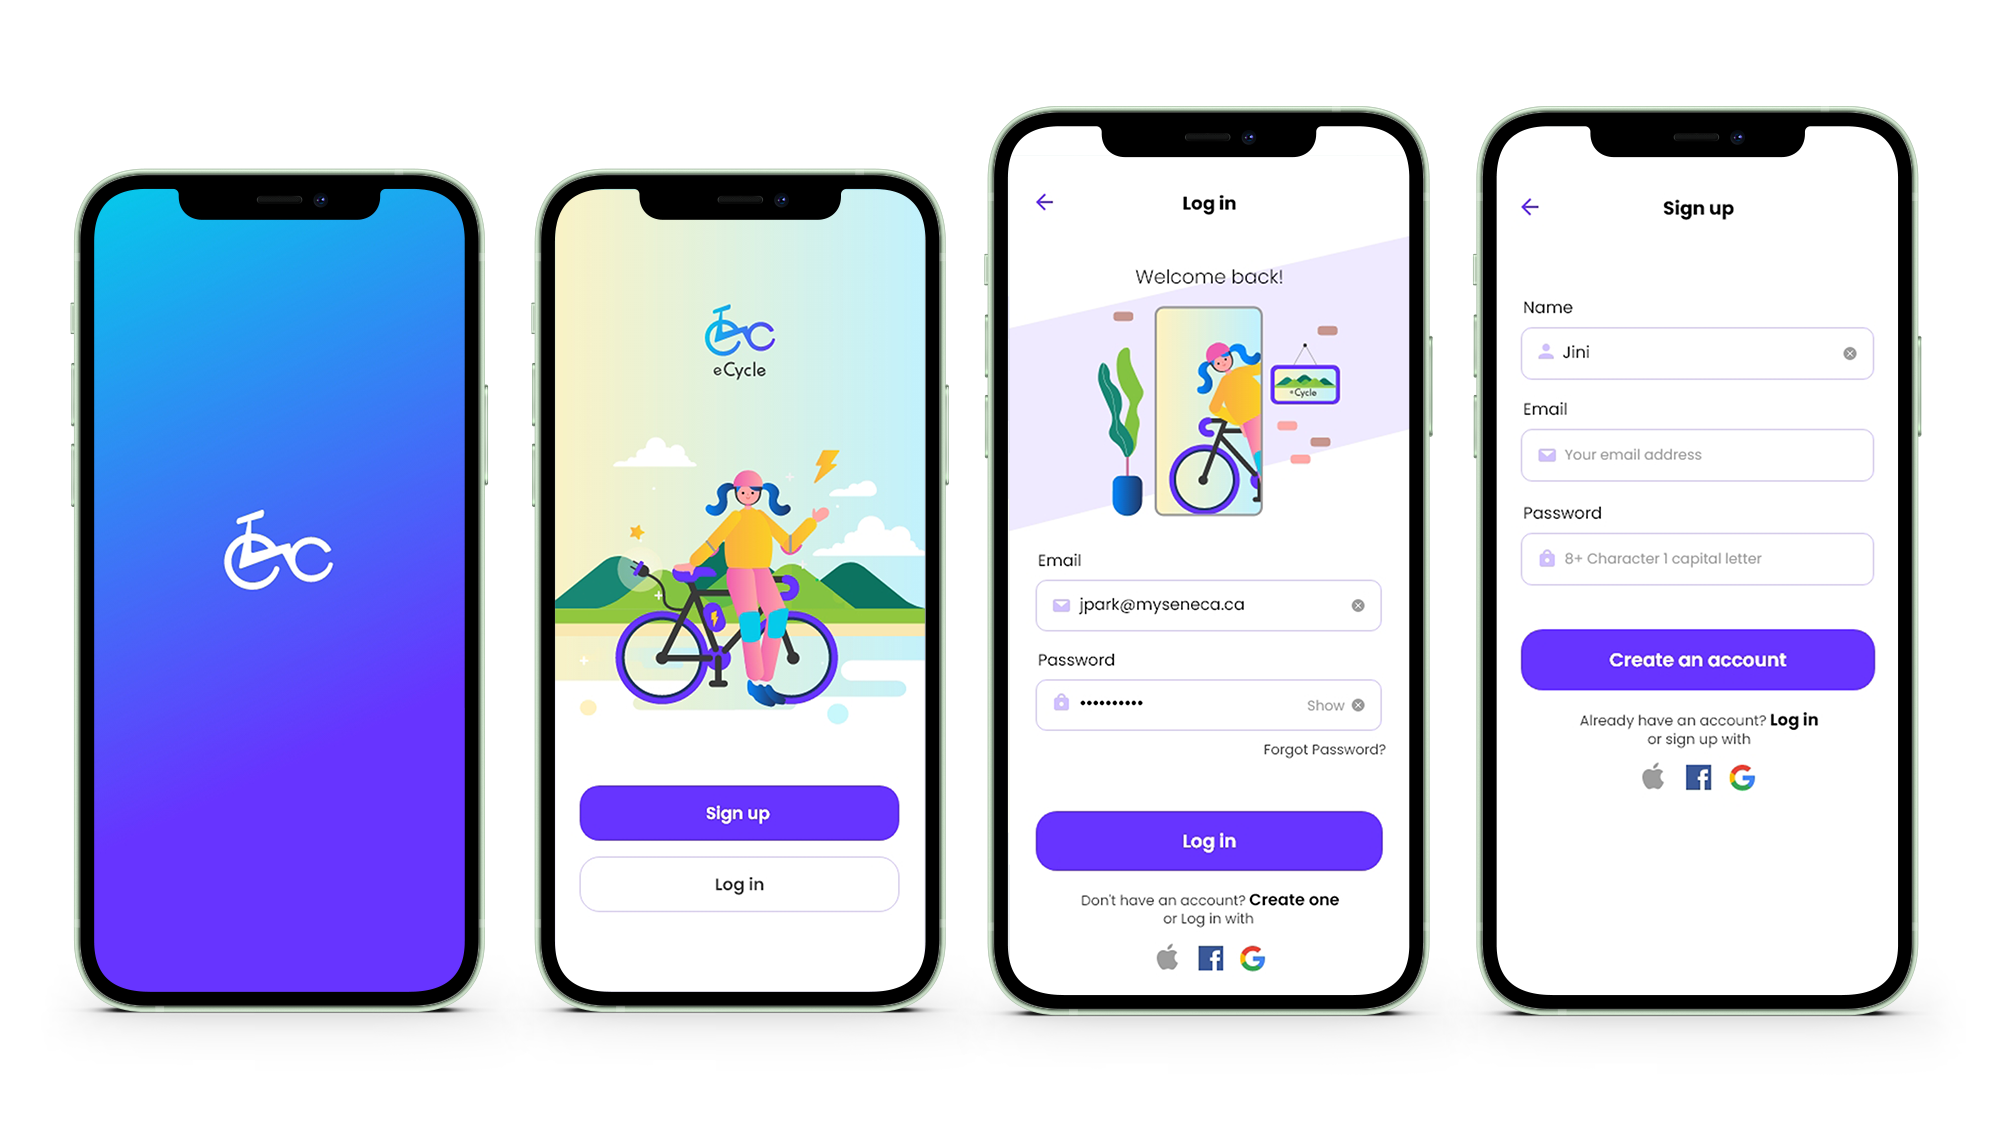 eCycle
Sign up
Log in
Log in
Welcome back!
eCycle
Email
jpark@myseneca.ca
Password
••••••••••
Show
Forgot Password?
Log in
Don't have an account? Create one
or Log in with
Sign up
Name
Jini
Email
Your email address
Password
8+ Character 1 capital letter
Create an account
Already have an account? Log in
or sign up with